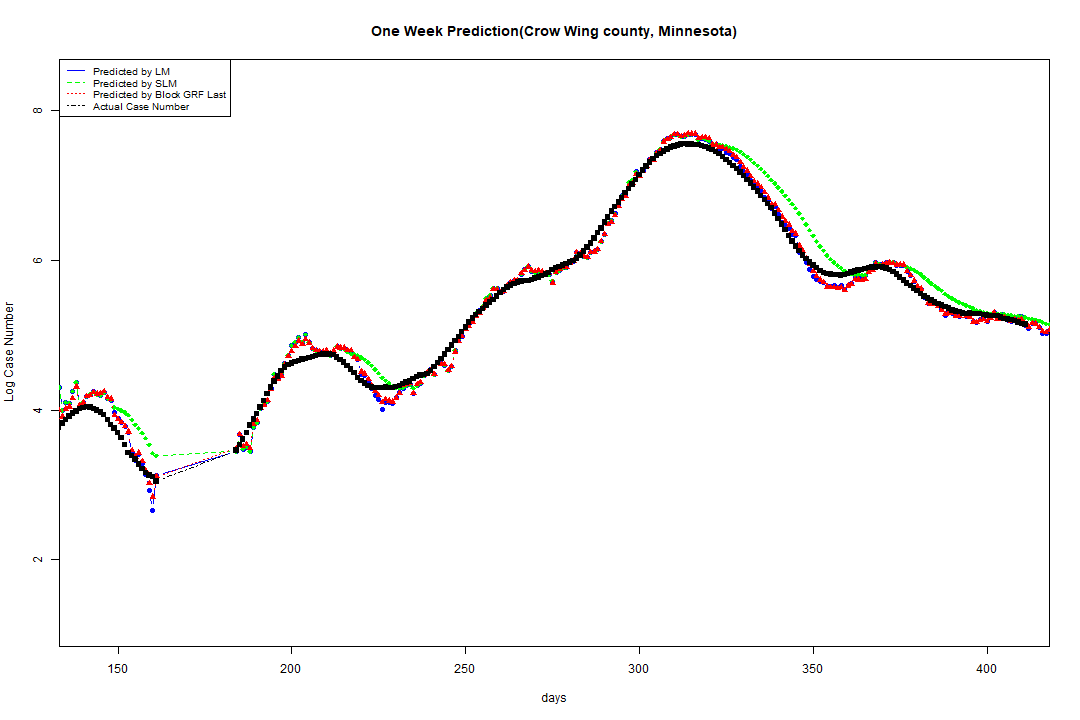 One Week Prediction(Crow Wing county, Minnesota)
Predicted by LM
Predicted by SLM
Predicted by Block GRF Last
Actual Case Number
8
6
4
2
Log Case Number
150 200 250 300 350 400
days